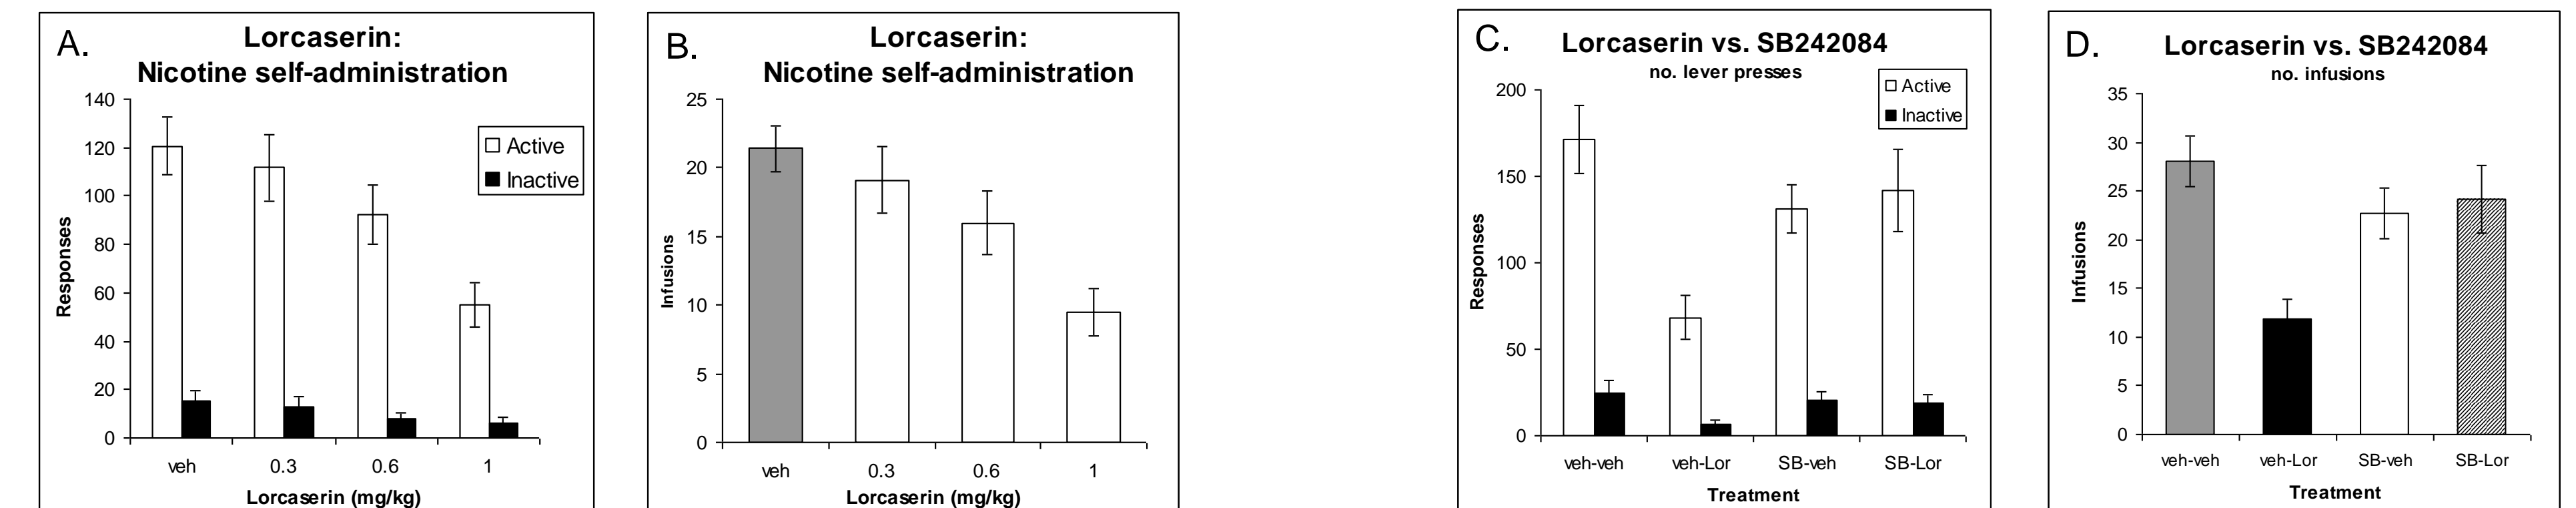 A.
Lorcaserin:
Nicotine self-administration
140
120
100
80
60
40
20
0
Responses
Active
Inactive
veh 0.3 0.6 1
Lorcaserin (mg/kg)
B.
Lorcaserin:
Nicotine self-administration
25
20
15
10
5
0
Infusions
veh 0.3 0.6 1
Lorcaserin (mg/kg)
C.
Lorcaserin vs. SB242084
no. lever presses
200
150
100
50
0
Responses
Active
Inactive
veh-veh veh-Lor SB-veh SB-Lor
Treatment
D.
Lorcaserin vs. SB242084
no. infusions
35
30
25
20
15
10
5
0
Infusions
veh-veh veh-Lor SB-veh SB-Lor
Treatment